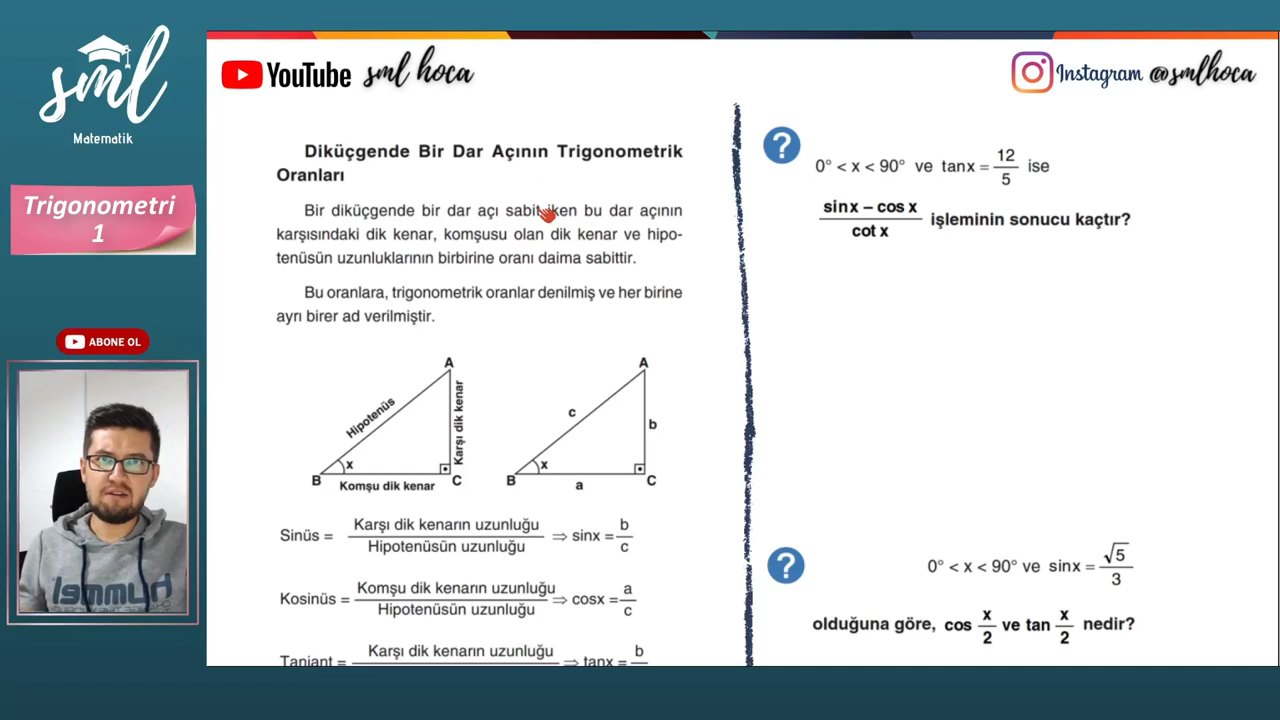 sml
Matematik
Trigonometri
1
ABONE OL
YouTube sml hoca
Instagram @smlhoca
Diküçgende Bir Dar Açının Trigonometrik
Oranları
Bir diküçgende bir dar açı sabit iken bu dar açının
karşısındaki dik kenar, komşusu olan dik kenar ve hipo-
tenüsün uzunluklarının birbirine oranı daima sabittir.
Bu oranlara, trigonometrik oranlar denilmiş ve her birine
ayrı birer ad verilmiştir.
A
Hipotenüs
Karşı dik kenar
x
B
Komşu dik kenar
C
A
c
b
x
B
a
C
Sinüs = Karşı dik kenarın uzunluğu / Hipotenüsün uzunluğu ⇒ sinx = b/c
Kosinüs = Komşu dik kenarın uzunluğu / Hipotenüsün uzunluğu ⇒ cosx = a/c
Tanjant = Karşı dik kenarın uzunluğu ⇒ tanx = b
?
0° < x < 90° ve tanx = 12/5 ise
sinx – cos x / cot x işleminin sonucu kaçtır?
?
0° < x < 90° ve sinx = √5/3
olduğuna göre, cos x/2 ve tan x/2 nedir?